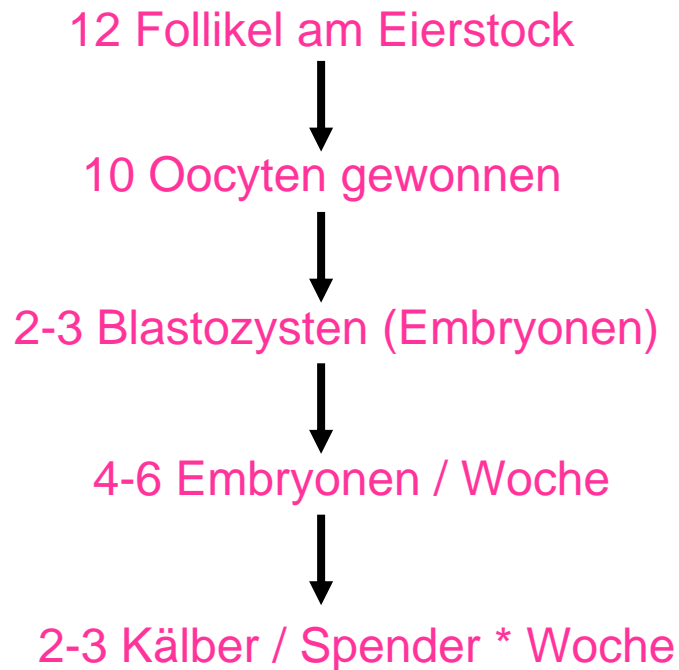 12 Follikel am Eierstock
10 Oocyten gewonnen
2-3 Blastozysten (Embryonen)
4-6 Embryonen / Woche
2-3 Kälber / Spender * Woche